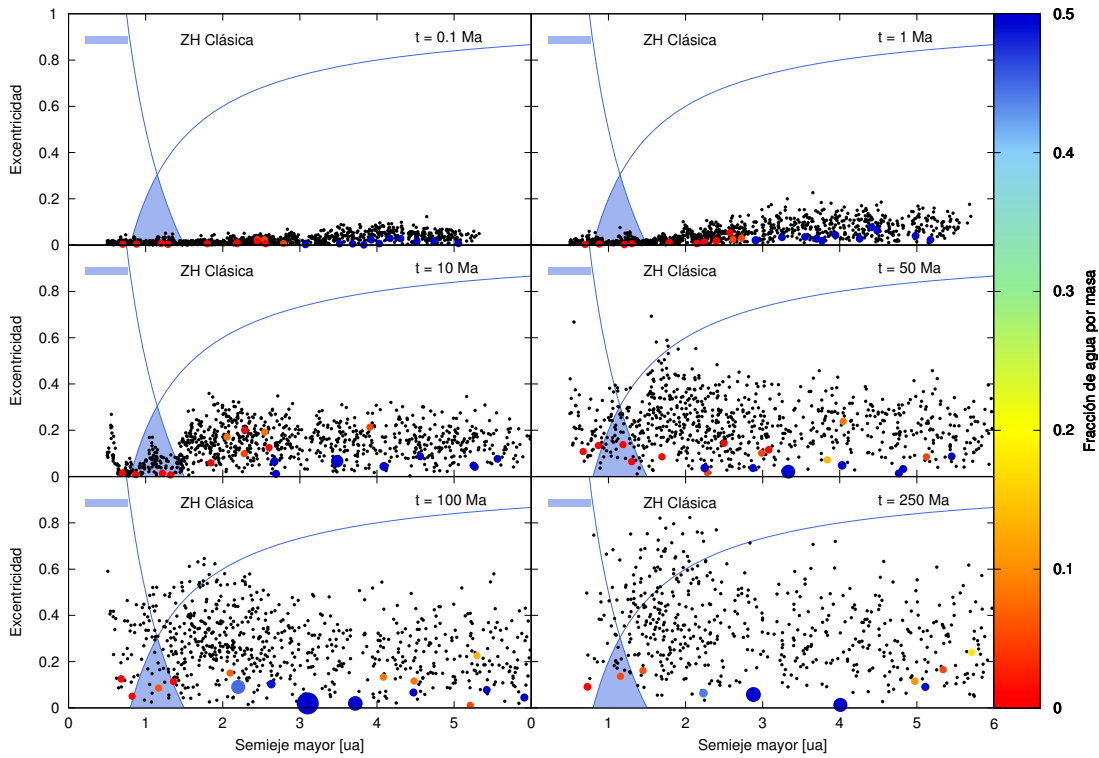 ZH Clásica
t = 0.1 Ma
ZH Clásica
t = 1 Ma
ZH Clásica
t = 10 Ma
ZH Clásica
t = 50 Ma
ZH Clásica
t = 100 Ma
ZH Clásica
t = 250 Ma
Excentricidad
1
0.8
0.6
0.4
0.2
0
Excentricidad
0.8
0.6
0.4
0.2
0
Excentricidad
0.8
0.6
0.4
0.2
0
0 1 2 3 4 5 0
1 2 3 4 5 6
Semieje mayor [ua]
Semieje mayor [ua]
0.5
0.4
0.3
0.2
0.1
0
Fracción de agua por masa